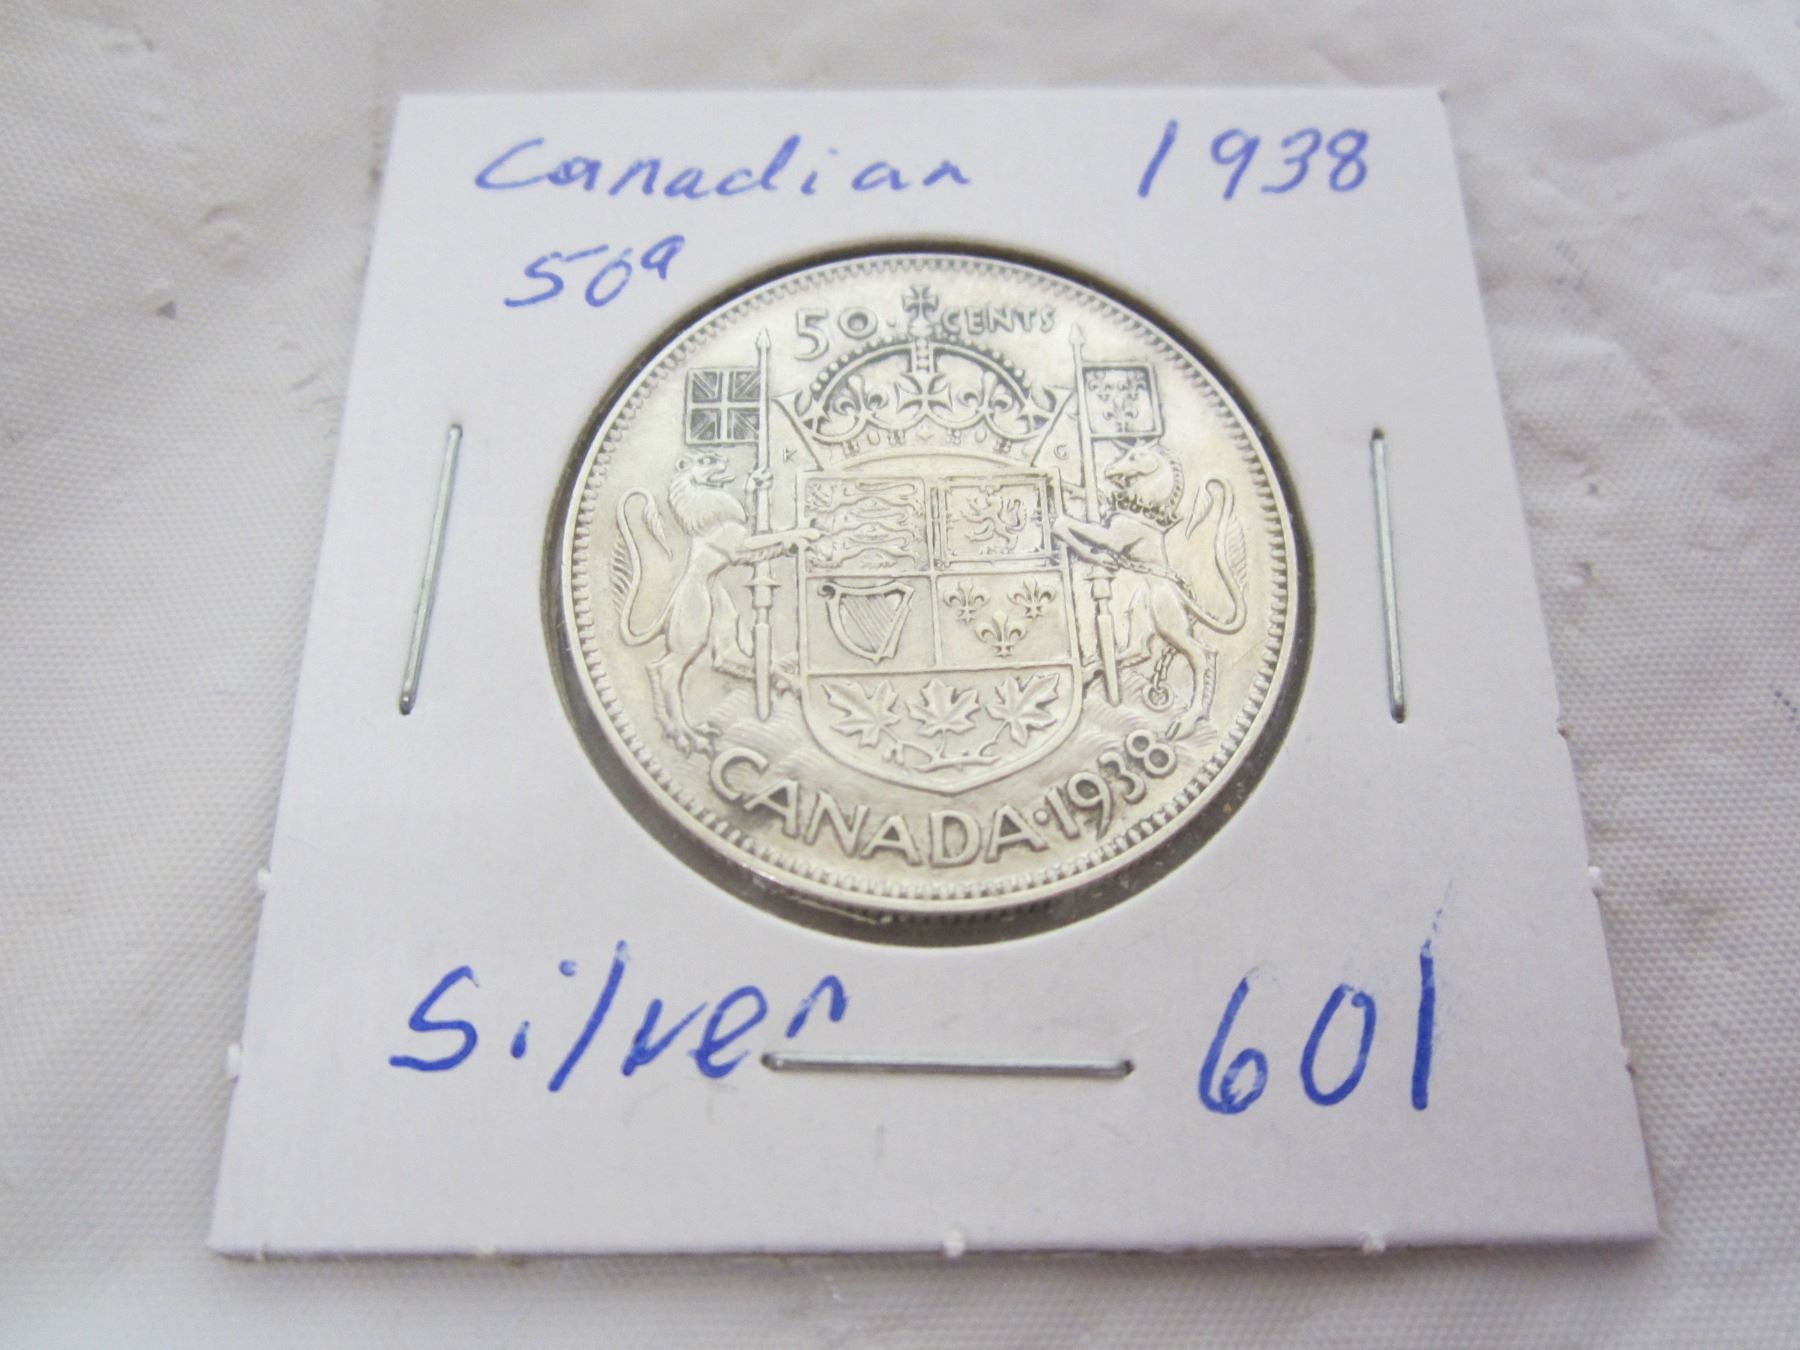 Canadian 1938
50¢
50 CENTS
K G
CANADA·1938
Silver 601